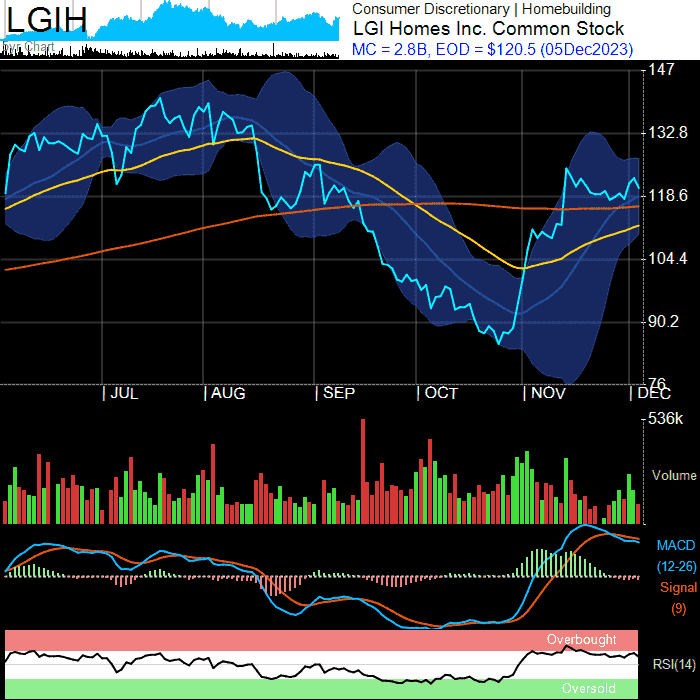 LGIH
Consumer Discretionary | Homebuilding
LGI Homes Inc. Common Stock
MC = 2.8B, EOD = $120.5 (05Dec2023)
Chart
147
132.8
118.6
104.4
90.2
76
| JUL | AUG | SEP | OCT | NOV | DEC
536k
Volume
MACD
(12-26)
Signal
(9)
Overbought
RSI(14)
Oversold